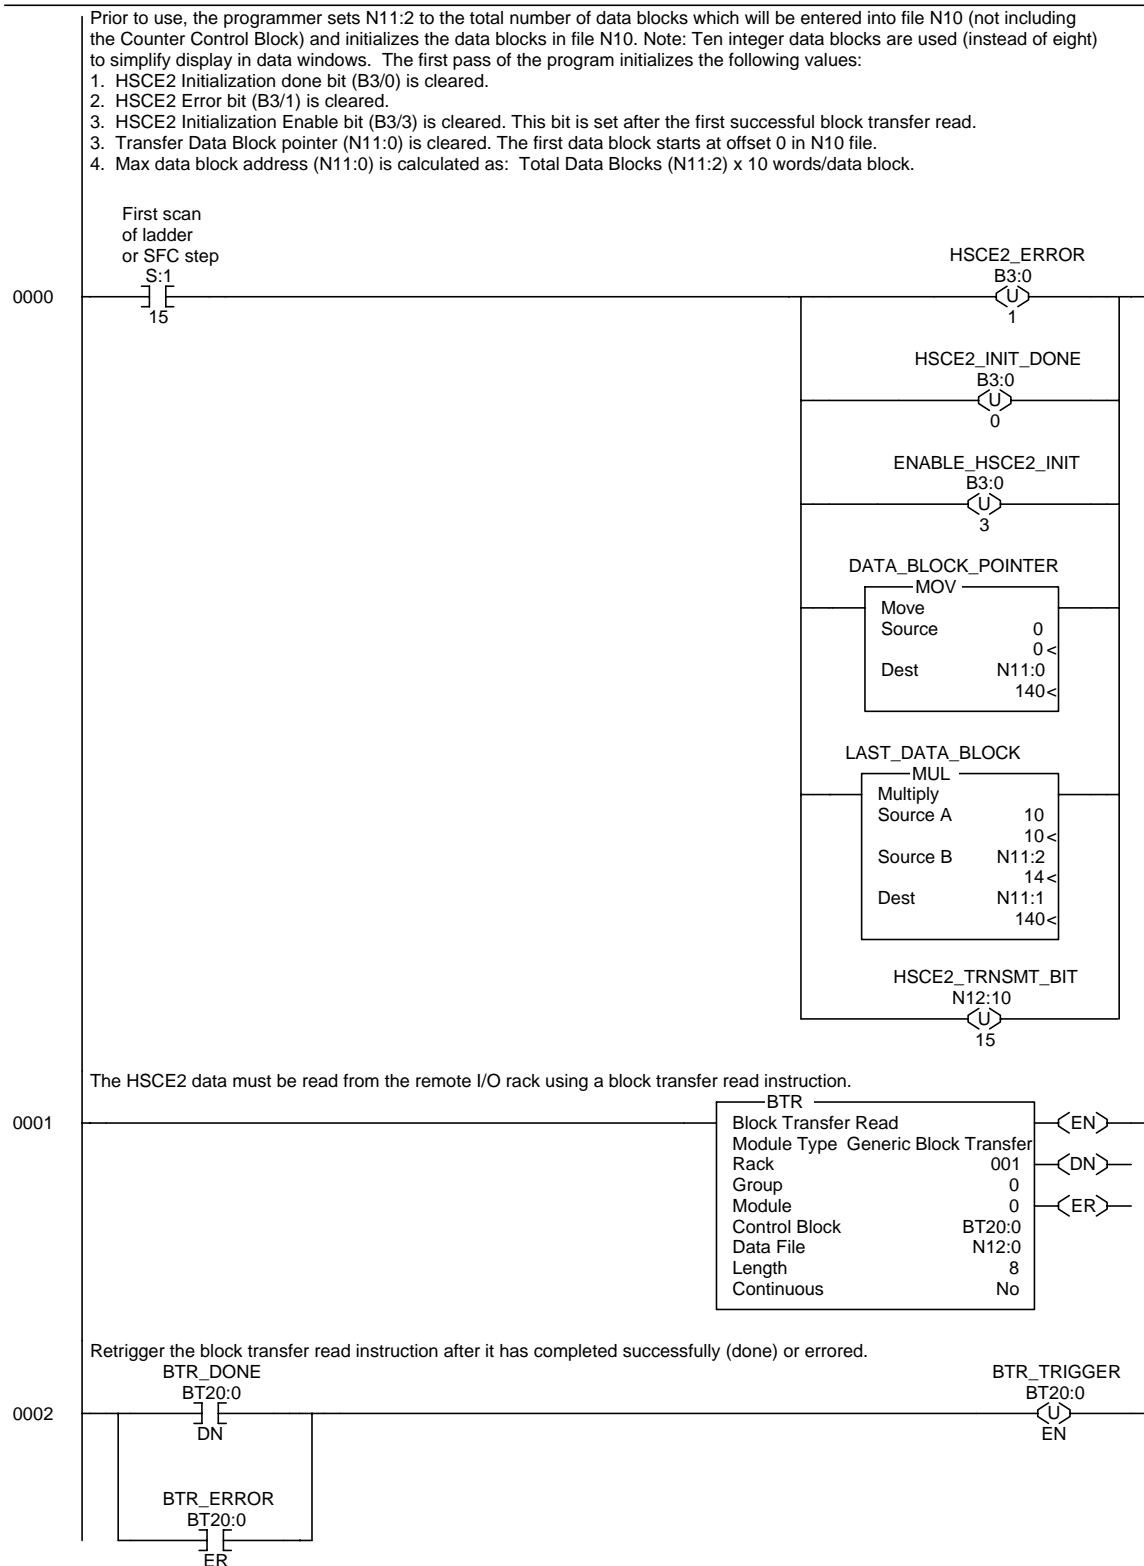 Prior to use, the programmer sets N11:2 to the total number of data blocks which will be entered into file N10 (not including
the Counter Control Block) and initializes the data blocks in file N10. Note: Ten integer data blocks are used (instead of eight)
to simplify display in data windows.  The first pass of the program initializes the following values:
1.  HSCE2 Initialization done bit (B3/0) is cleared.
2.  HSCE2 Error bit (B3/1) is cleared.
3.  HSCE2 Initialization Enable bit (B3/3) is cleared. This bit is set after the first successful block transfer read.
3.  Transfer Data Block pointer (N11:0) is cleared. The first data block starts at offset 0 in N10 file.
4.  Max data block address (N11:0) is calculated as:  Total Data Blocks (N11:2) x 10 words/data block.
First scan
of ladder
or SFC step
S:1
15
0000
HSCE2_ERROR
B3:0
U
1
HSCE2_INIT_DONE
B3:0
U
0
ENABLE_HSCE2_INIT
B3:0
U
3
DATA_BLOCK_POINTER
MOV
Move
Source 0
0<
Dest N11:0
140<
LAST_DATA_BLOCK
MUL
Multiply
Source A 10
10<
Source B N11:2
14<
Dest N11:1
140<
HSCE2_TRNSMT_BIT
N12:10
U
15
The HSCE2 data must be read from the remote I/O rack using a block transfer read instruction.
0001
BTR
Block Transfer Read EN
Module Type Generic Block Transfer
Rack 001 DN
Group 0
Module 0 ER
Control Block BT20:0
Data File N12:0
Length 8
Continuous No
Retrigger the block transfer read instruction after it has completed successfully (done) or errored.
BTR_DONE
BT20:0
DN
0002
BTR_TRIGGER
BT20:0
U
EN
BTR_ERROR
BT20:0
ER